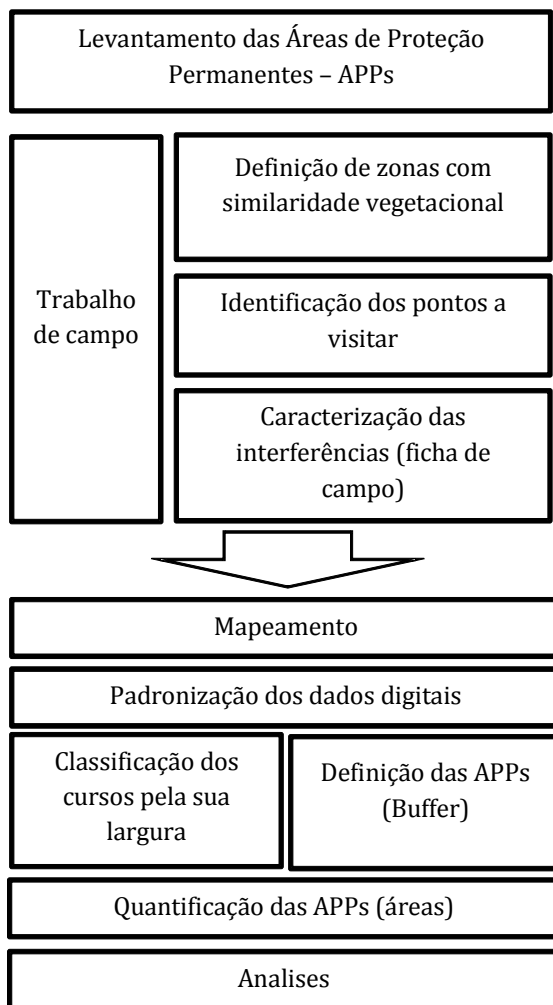 Levantamento das Áreas de Proteção
Permanentes – APPs
Trabalho
de campo
Definição de zonas com
similaridade vegetacional
Identificação dos pontos a
visitar
Caracterização das
interferências (ficha de
campo)
Mapeamento
Padronização dos dados digitais
Classificação dos
cursos pela sua
largura
Definição das APPs
(Buffer)
Quantificação das APPs (áreas)
Analises